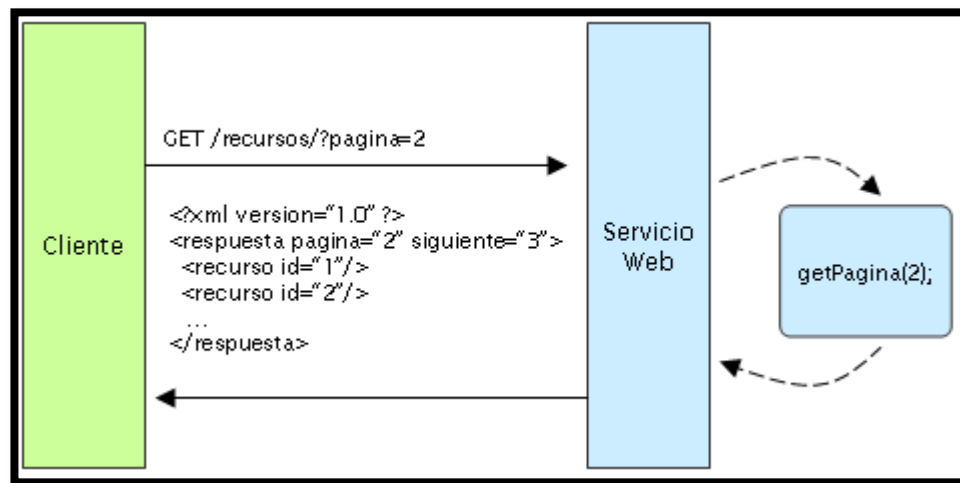 Cliente
GET /recursos/?pagina=2
<?xml version="1.0" ?>
<respuesta pagina="2" siguiente="3">
<recurso id="1"/>
<recurso id="2"/>
...
</respuesta>
Servicio
Web
getPagina(2);